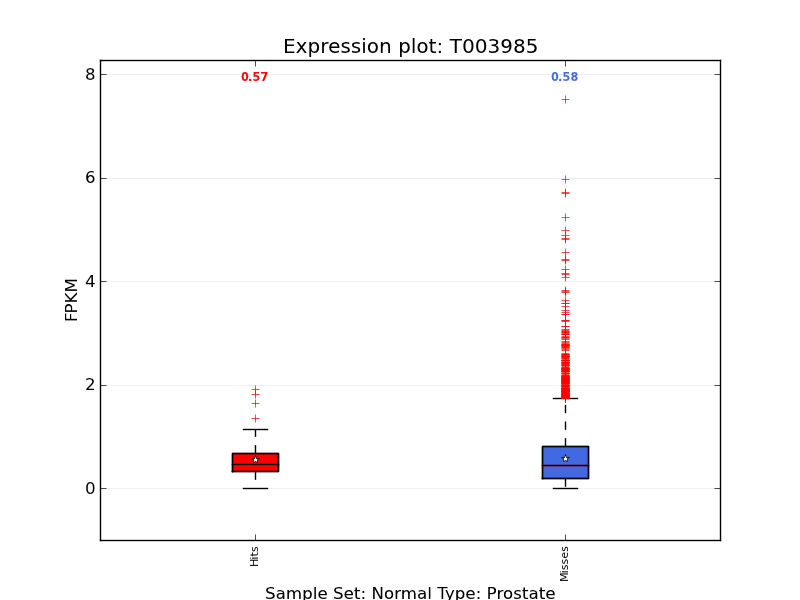 Expression plot: T003985
0.57
0.58
8
6
4
2
0
FPKM
Hits
Misses
Sample Set: Normal Type: Prostate